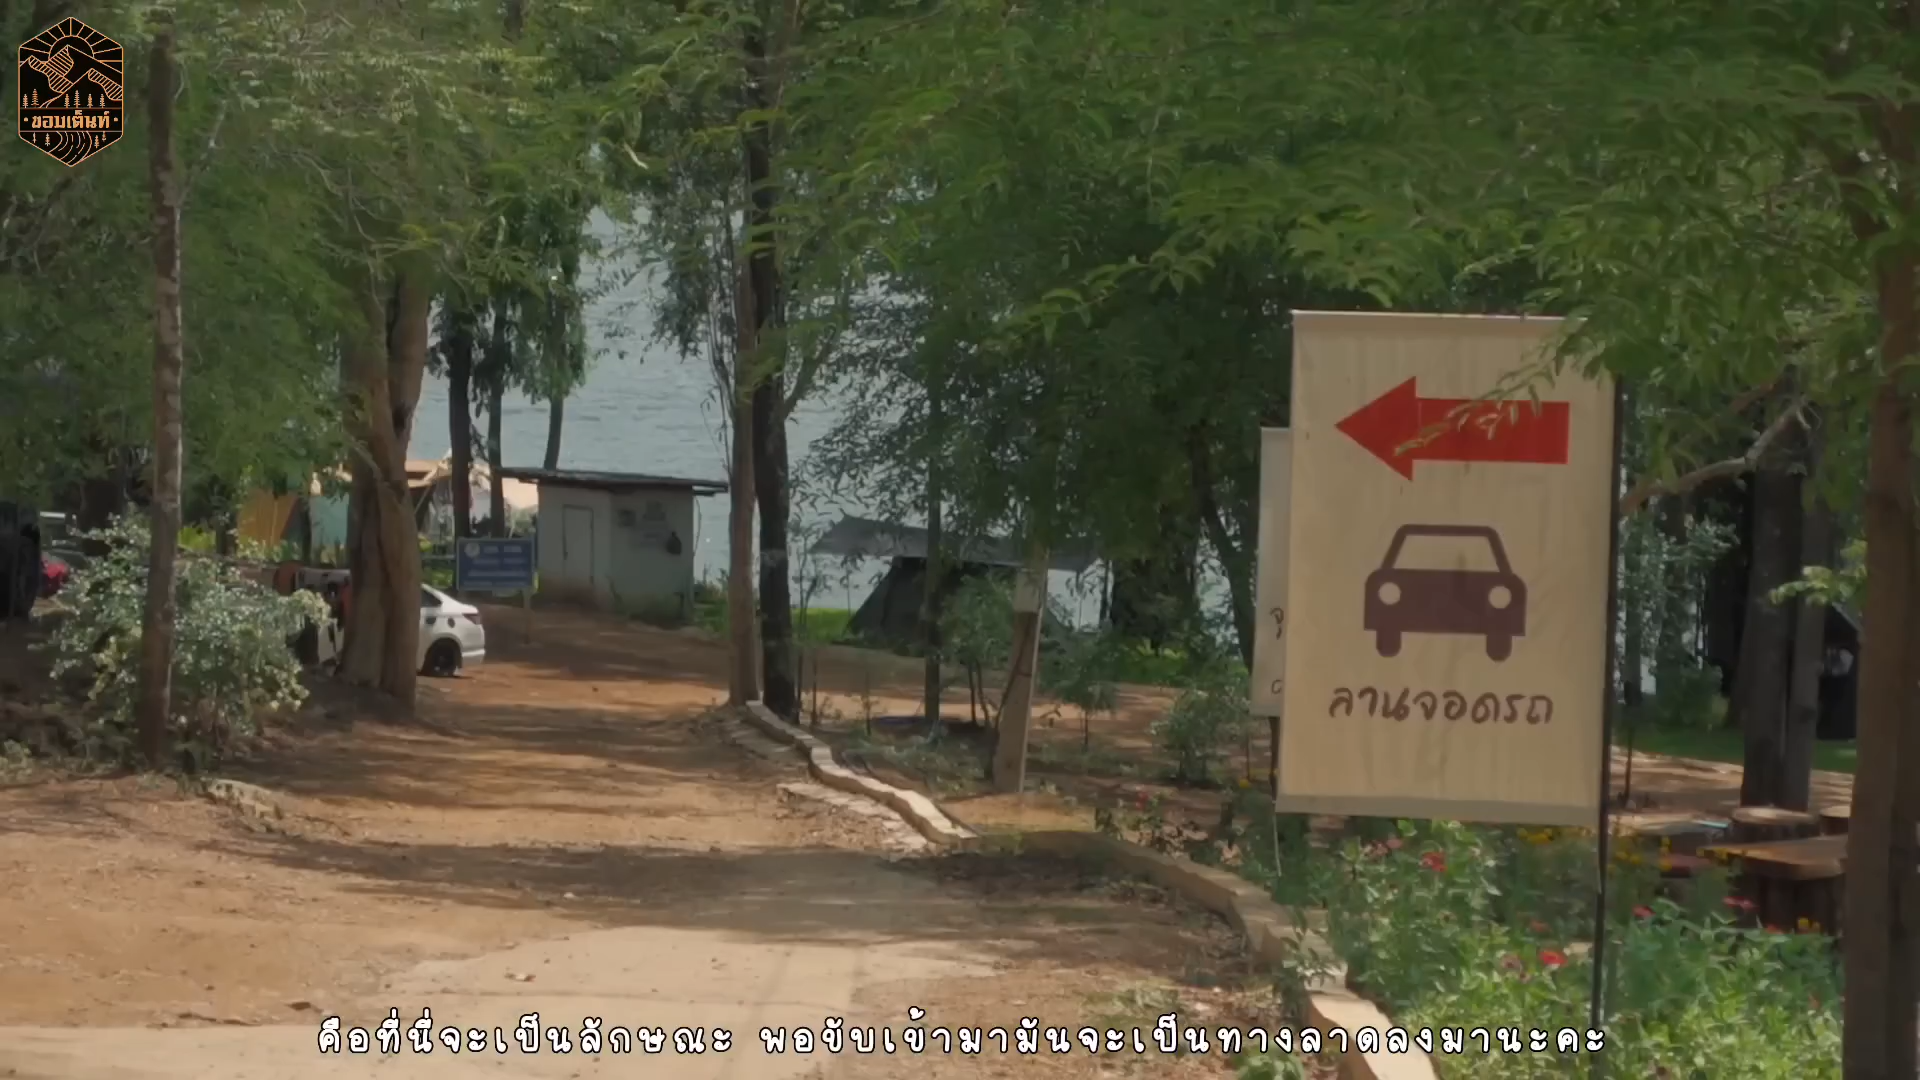 ขอบเต็นท์
ลานจอดรถ
คือที่นี่จะเป็นลักษณะ พอขับเข้ามามันจะเป็นทางลาดลงมานะคะ